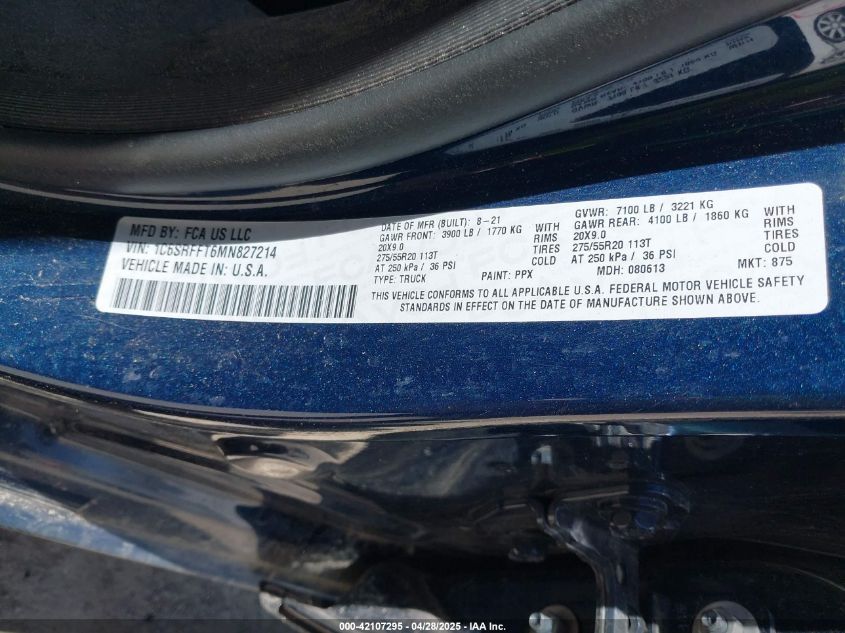 MFD BY: FCA US LLC
VIN: 1C6SRFFT6MN827214
VEHICLE MADE IN U.S.A.
DATE OF MFR (BUILT): 8-21
GAWR FRONT: 3900 LB / 1770 KG WITH
20X9.0 RIMS
275/55R20 113T TIRES
AT 250 kPa / 36 PSI COLD
TYPE: TRUCK PAINT: PPX
GVWR: 7100 LB / 3221 KG
GAWR REAR: 4100 LB / 1860 KG WITH
20X9.0 RIMS
275/55R20 113T TIRES
AT 250 kPa / 36 PSI COLD
MDH: 080613 MKT: 875
THIS VEHICLE CONFORMS TO ALL APPLICABLE U.S.A. FEDERAL MOTOR VEHICLE SAFETY
STANDARDS IN EFFECT ON THE DATE OF MANUFACTURE SHOWN ABOVE.
000-42107295 - 04/28/2025 - IAA Inc.